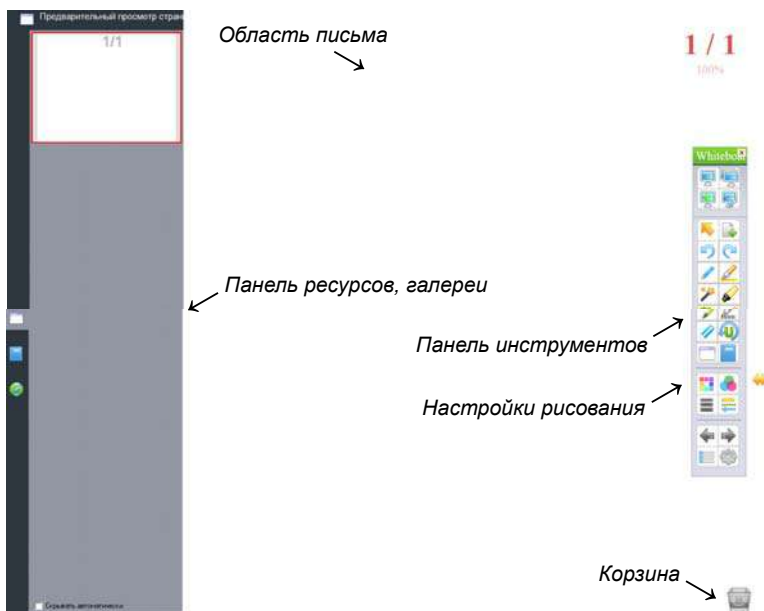 Предварительный просмотр стран
1/1
Область письма
1 / 1
100%
Whiteboar
Панель ресурсов, галереи
Панель инструментов
Настройки рисования
Корзина
Скрывать автоматически